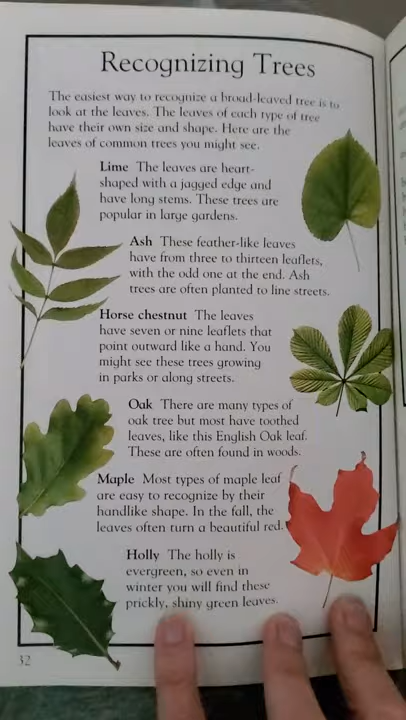 Recognizing Trees
The easiest way to recognize a broad-leaved tree is to
look at the leaves. The leaves of each type of tree
have their own size and shape. Here are the
leaves of common trees you might see.
Lime The leaves are heart-
shaped with a jagged edge and
have long stems. These trees are
popular in large gardens.
Ash These feather-like leaves
have from three to thirteen leaflets,
with the odd one at the end. Ash
trees are often planted to line streets.
Horse chestnut The leaves
have seven or nine leaflets that
point outward like a hand. You
might see these trees growing
in parks or along streets.
Oak There are many types of
oak tree but most have toothed
leaves, like this English Oak leaf.
These are often found in woods.
Maple Most types of maple leaf
are easy to recognize by their
handlike shape. In the fall, the
leaves often turn a beautiful red.
Holly The holly is
evergreen, so even in
winter you will find these
prickly, shiny green leaves.
32